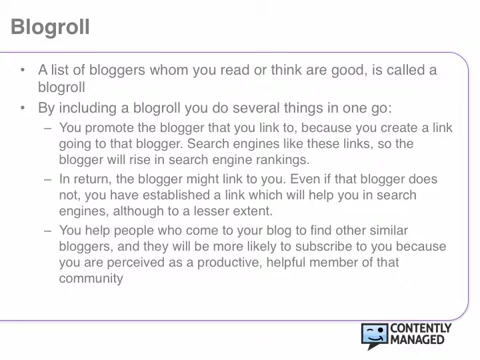 Blogroll
• A list of bloggers whom you read or think are good, is called a
blogroll
• By including a blogroll you do several things in one go:
– You promote the blogger that you link to, because you create a link
going to that blogger. Search engines like these links, so the
blogger will rise in search engine rankings.
– In return, the blogger might link to you. Even if that blogger does
not, you have established a link which will help you in search
engines, although to a lesser extent.
– You help people who come to your blog to find other similar
bloggers, and they will be more likely to subscribe to you because
you are perceived as a productive, helpful member of that
community
CONTENTLY
MANAGED